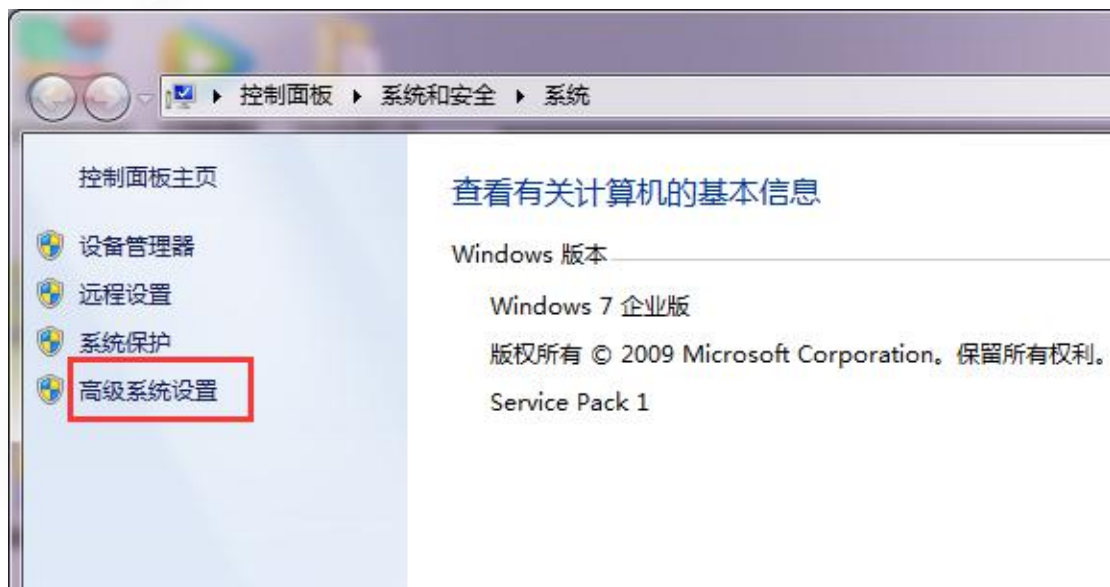 控制面板 ▸ 系统和安全 ▸ 系统
控制面板主页
设备管理器
远程设置
系统保护
高级系统设置
查看有关计算机的基本信息
Windows 版本
Windows 7 企业版
版权所有 © 2009 Microsoft Corporation。保留所有权利。
Service Pack 1